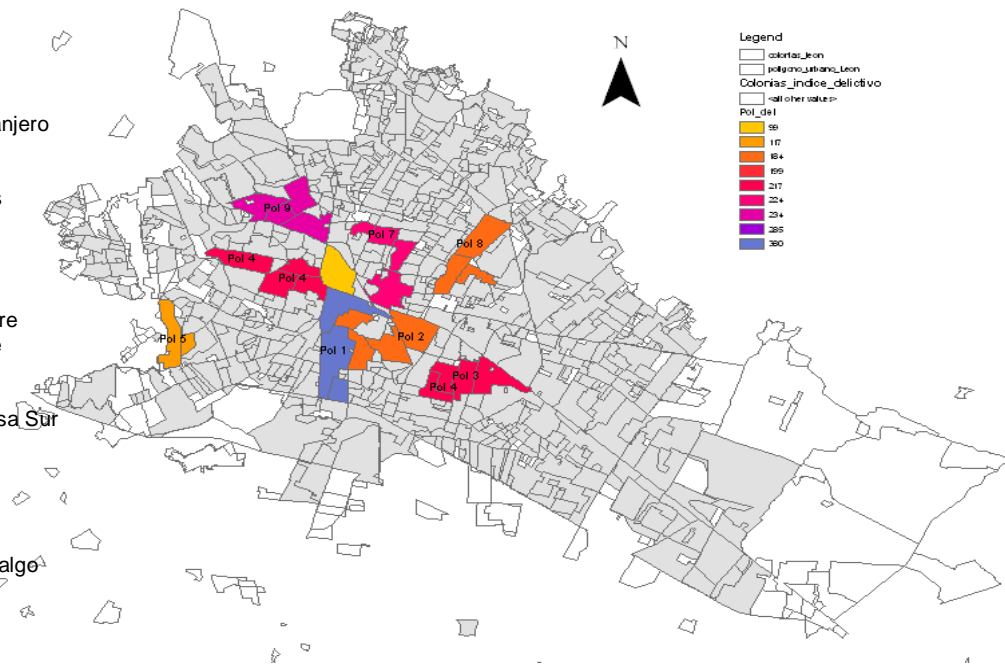 anjero
s
re
sa Sur
algo
N
Legend
colonias_leon
poligono_urbano_Leon
Colonias_indice_delictivo
<all other values>
Pol_del
99
117
184
199
217
224
234
285
380
Pol 9
Pol 7
Pol 8
Pol 4
Pol 4
Pol 5
Pol 1
Pol 2
Pol 3
Pol 4